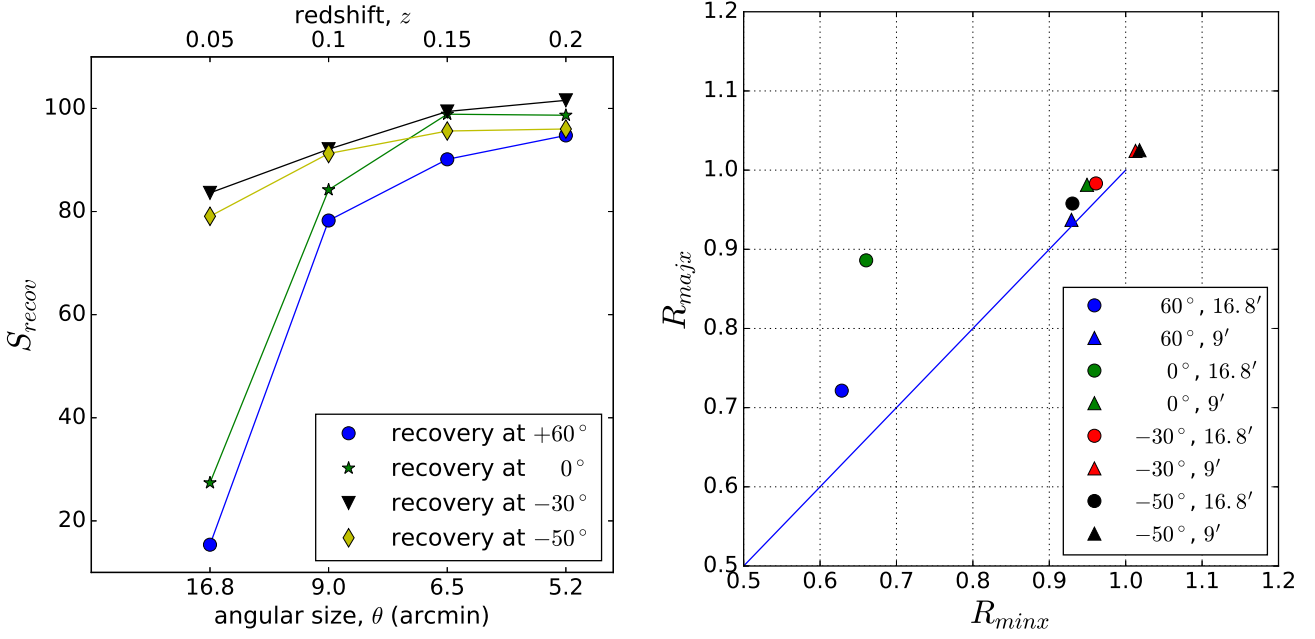 redshift, z
0.05 0.1 0.15 0.2
100
80
60
40
20
S_recov
recovery at +60°
recovery at 0°
recovery at −30°
recovery at −50°
16.8 9.0 6.5 5.2
angular size, θ (arcmin)
1.2
1.1
1.0
0.9
0.8
0.7
0.6
0.5
R_majx
60°, 16.8′
60°, 9′
0°, 16.8′
0°, 9′
−30°, 16.8′
−30°, 9′
−50°, 16.8′
−50°, 9′
0.5 0.6 0.7 0.8 0.9 1.0 1.1 1.2
R_minx